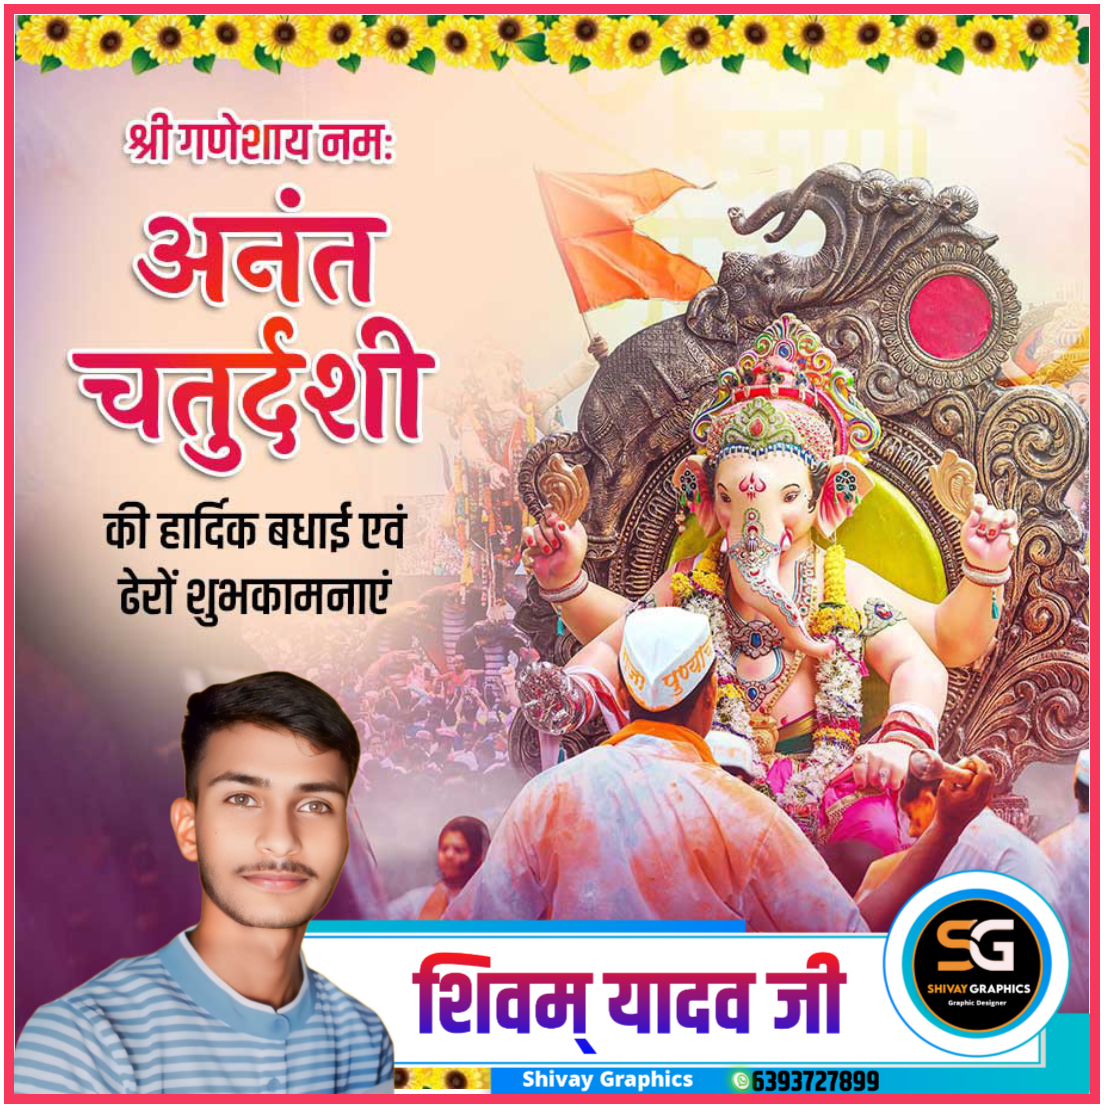 श्री गणेशाय नमः
अनंत
चतुर्दशी
की हार्दिक बधाई एवं
ढेरों शुभकामनाएं
शिवम् यादव जी
SG
SHIVAY GRAPHICS
Graphic Designer
Shivay Graphics 6393727899